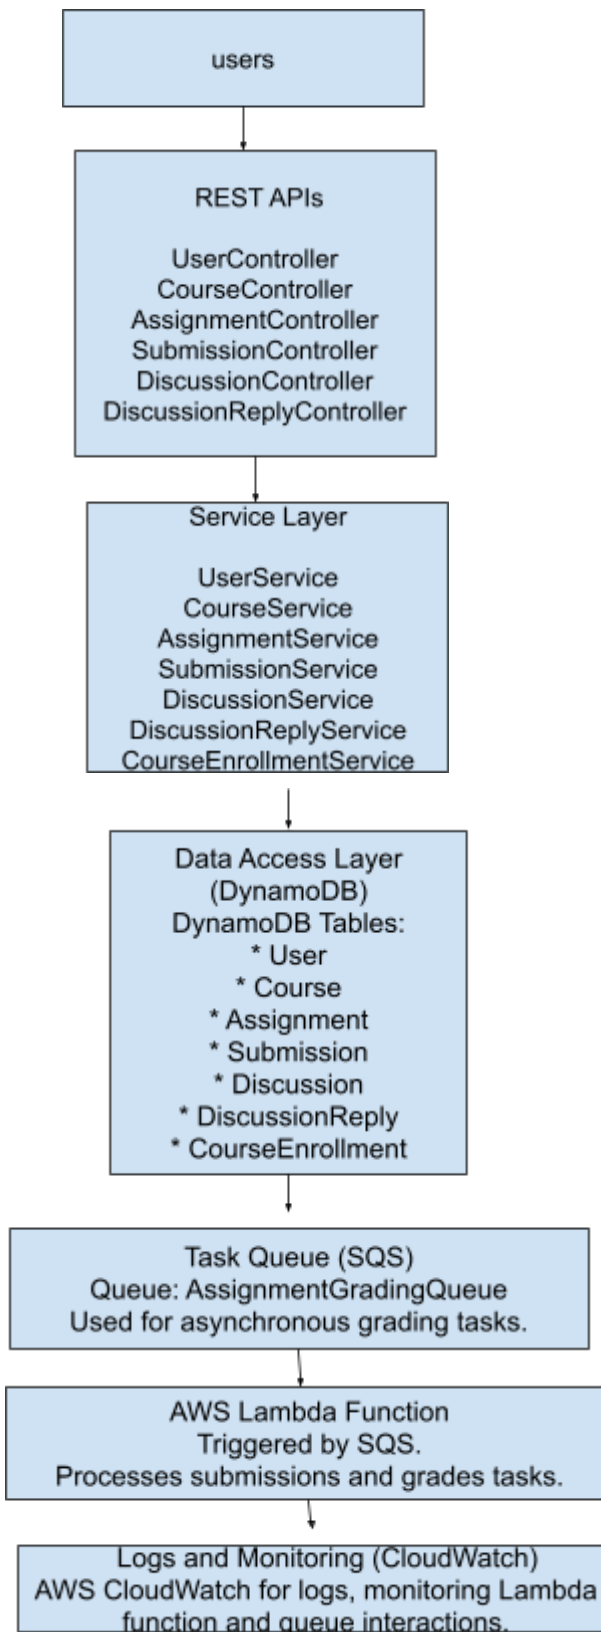 users
REST APIs
UserController
CourseController
AssignmentController
SubmissionController
DiscussionController
DiscussionReplyController
Service Layer
UserService
CourseService
AssignmentService
SubmissionService
DiscussionService
DiscussionReplyService
CourseEnrollmentService
Data Access Layer
(DynamoDB)
DynamoDB Tables:
* User
* Course
* Assignment
* Submission
* Discussion
* DiscussionReply
* CourseEnrollment
Task Queue (SQS)
Queue: AssignmentGradingQueue
Used for asynchronous grading tasks.
AWS Lambda Function
Triggered by SQS.
Processes submissions and grades tasks.
Logs and Monitoring (CloudWatch)
AWS CloudWatch for logs, monitoring Lambda
function and queue interactions.